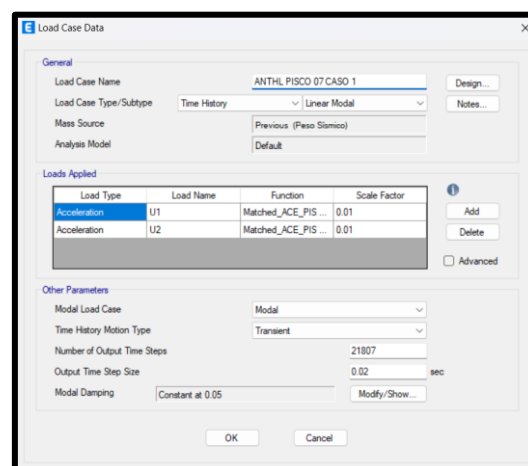 E Load Case Data
General
Load Case Name ANTHL PISCO 07 CASO 1 Design...
Load Case Type/Subtype Time History Linear Modal Notes...
Mass Source Previous (Peso Sísmico)
Analysis Model Default
Loads Applied
Load Type Load Name Function Scale Factor
Acceleration U1 Matched_ACE_PIS ... 0.01 Add
Acceleration U2 Matched_ACE_PIS ... 0.01 Delete
Advanced
Other Parameters
Modal Load Case Modal
Time History Motion Type Transient
Number of Output Time Steps 21807
Output Time Step Size 0.02 sec
Modal Damping Constant at 0.05 Modify/Show...
OK Cancel